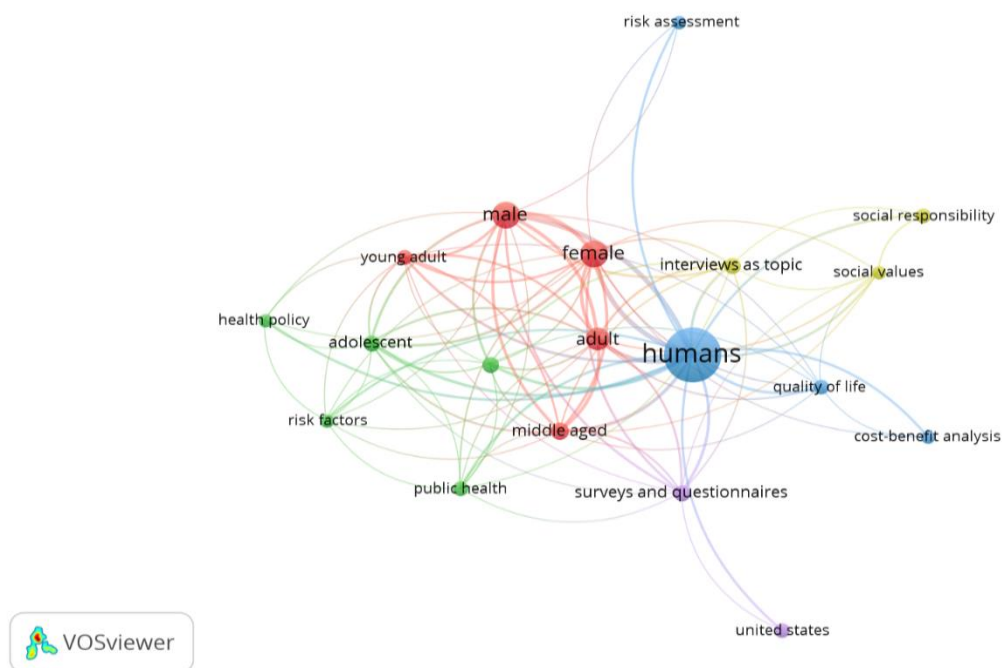 risk assessment
male
social responsibility
female
young adult
interviews as topic
social values
health policy
adolescent
adult
humans
quality of life
risk factors
middle aged
cost-benefit analysis
public health
surveys and questionnaires
united states
VOSviewer